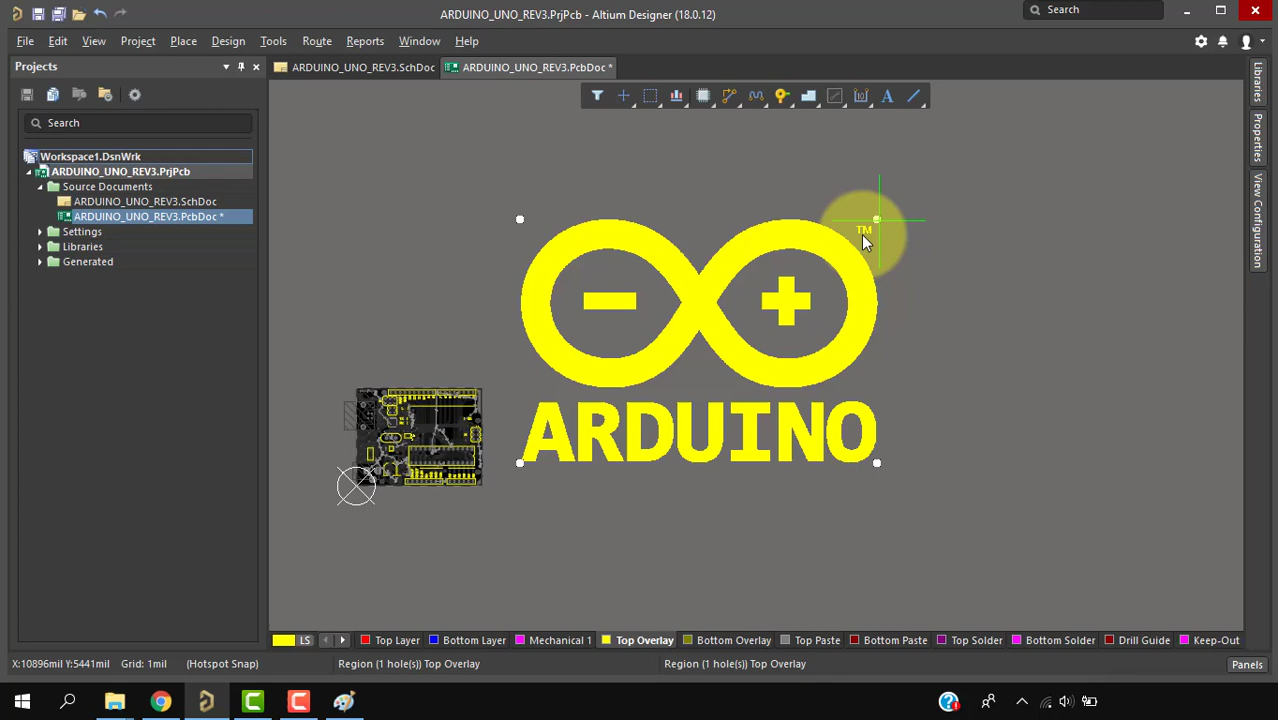 ARDUINO_UNO_REV3.PrjPcb - Altium Designer (18.0.12)
Search
File Edit View Project Place Design Tools Route Reports Window Help
Projects
ARDUINO_UNO_REV3.SchDoc
ARDUINO_UNO_REV3.PcbDoc *
Search
Workspace1.DsnWrk
ARDUINO_UNO_REV3.PrjPcb
Source Documents
ARDUINO_UNO_REV3.SchDoc
ARDUINO_UNO_REV3.PcbDoc *
Settings
Libraries
Generated
A
TM
ARDUINO
Libraries
Properties
View Configuration
LS
Top Layer
Bottom Layer
Mechanical 1
Top Overlay
Bottom Overlay
Top Paste
Bottom Paste
Top Solder
Bottom Solder
Drill Guide
Keep-Out
X:10896mil Y:5441mil Grid: 1mil (Hotspot Snap)
Region (1 hole(s)) Top Overlay
Region (1 hole(s)) Top Overlay
Panels